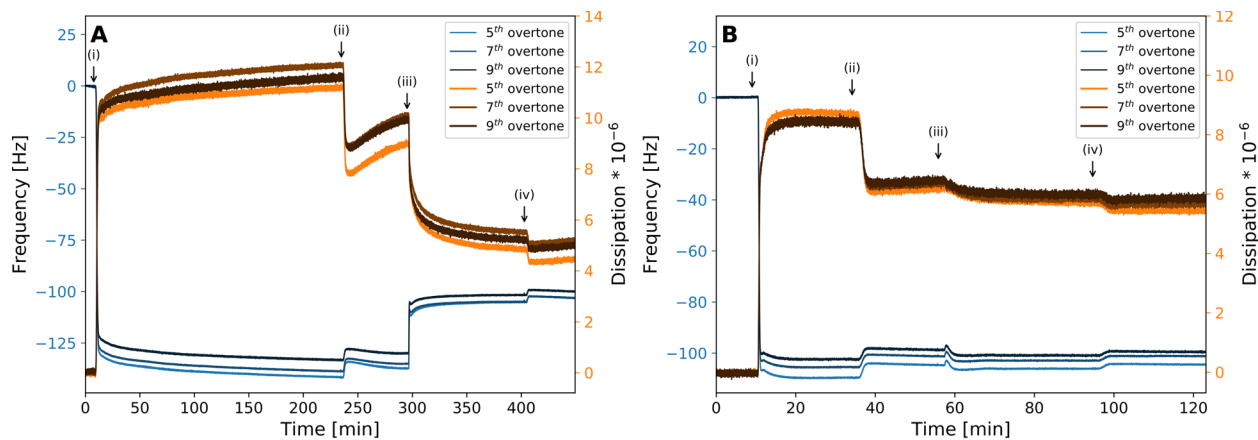 A
(i)
(ii)
(iii)
(iv)
5th overtone
7th overtone
9th overtone
5th overtone
7th overtone
9th overtone
25
0
−25
−50
−75
−100
−125
Frequency [Hz]
14
12
10
8
6
4
2
0
Dissipation * 10−6
0 50 100 150 200 250 300 350 400
Time [min]
B
(i)
(ii)
(iii)
(iv)
5th overtone
7th overtone
9th overtone
5th overtone
7th overtone
9th overtone
20
0
−20
−40
−60
−80
−100
Frequency [Hz]
12
10
8
6
4
2
0
Dissipation * 10−6
0 20 40 60 80 100 120
Time [min]